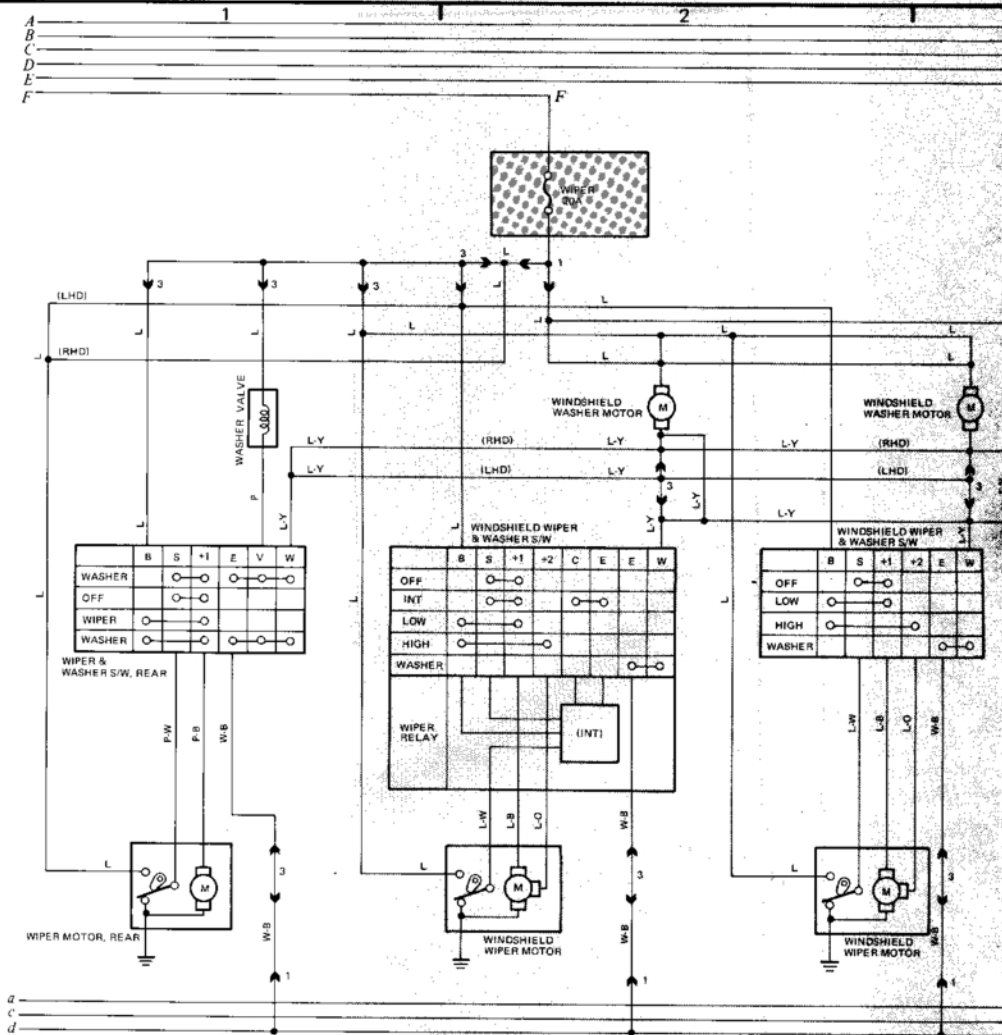 1
2
A
B
C
D
E
F
F
WIPER
20A
3
3
3
3
L
1
3
(LHD)
L
L
L
L
L
L
L
L
L
L
(RHD)
L
L
L
WASHER VALVE
WINDSHIELD
WASHER MOTOR
M
WINDSHIELD
WASHER MOTOR
M
L-Y
(RHD)
L-Y
L-Y
(RHD)
L-Y
(LHD)
L-Y
(LHD)
P
L-Y
3
L-Y
L-Y
3
L
L-Y
L-Y
WINDSHIELD WIPER
& WASHER S/W
WINDSHIELD WIPER
& WASHER S/W
B S +1 E V W
WASHER
OFF
WIPER
WASHER
WIPER &
WASHER S/W, REAR
B S +1 +2 C E E W
OFF
INT
LOW
HIGH
WASHER
WIPER
RELAY
(INT)
B S +1 +2 E W
OFF
LOW
HIGH
WASHER
L
L
L
P-W
P-B
W-B
L-W
L-B
L-O
W-B
L-W
L-B
L-O
W-B
L
M
3
L
M
3
L
M
3
WIPER MOTOR, REAR
W-B
WINDSHIELD
WIPER MOTOR
W-B
WINDSHIELD
WIPER MOTOR
W-B
1
1
1
a
c
d